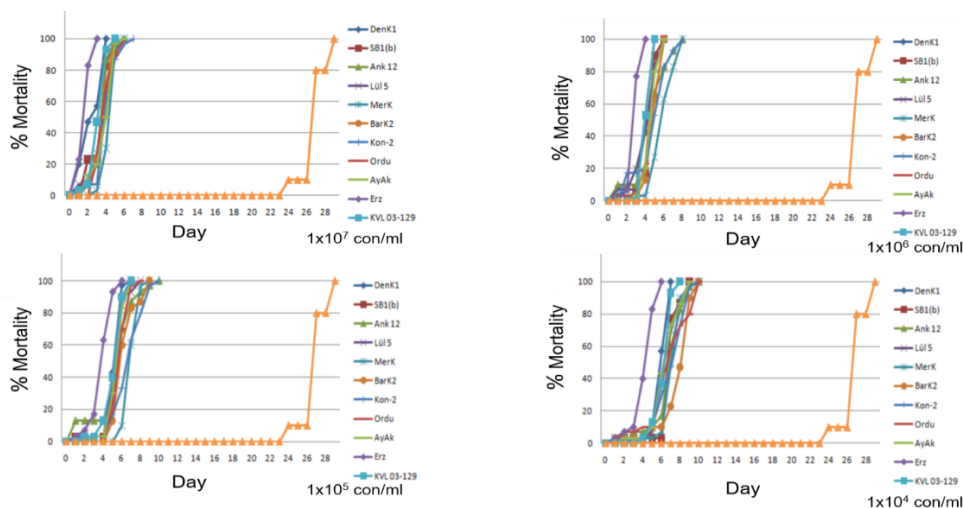 100
80
60
40
20
0
% Mortality
0 2 4 6 8 10 12 14 16 18 20 22 24 26 28
Day
1x10⁷ con/ml
DenK1
SB1(b)
Ank 12
Lül 5
MerK
BarK2
Kon-2
Ordu
AyAk
Erz
KVL 03-129
100
80
60
40
20
0
% Mortality
0 2 4 6 8 10 12 14 16 18 20 22 24 26 28
Day
1x10⁶ con/ml
DenK1
SB1(b)
Ank 12
Lül 5
MerK
BarK2
Kon-2
Ordu
AyAk
Erz
KVL 03-129
100
80
60
40
20
0
% Mortality
0 2 4 6 8 10 12 14 16 18 20 22 24 26 28
Day
1x10⁵ con/ml
DenK1
SB1(b)
Ank 12
Lül 5
MerK
BarK2
Kon-2
Ordu
AyAk
Erz
KVL 03-129
100
80
60
40
20
0
% Mortality
0 2 4 6 8 10 12 14 16 18 20 22 24 26 28
Day
1x10⁴ con/ml
DenK1
SB1(b)
Ank 12
Lül 5
MerK
BarK2
Kon-2
Ordu
AyAk
Erz
KVL 03-129